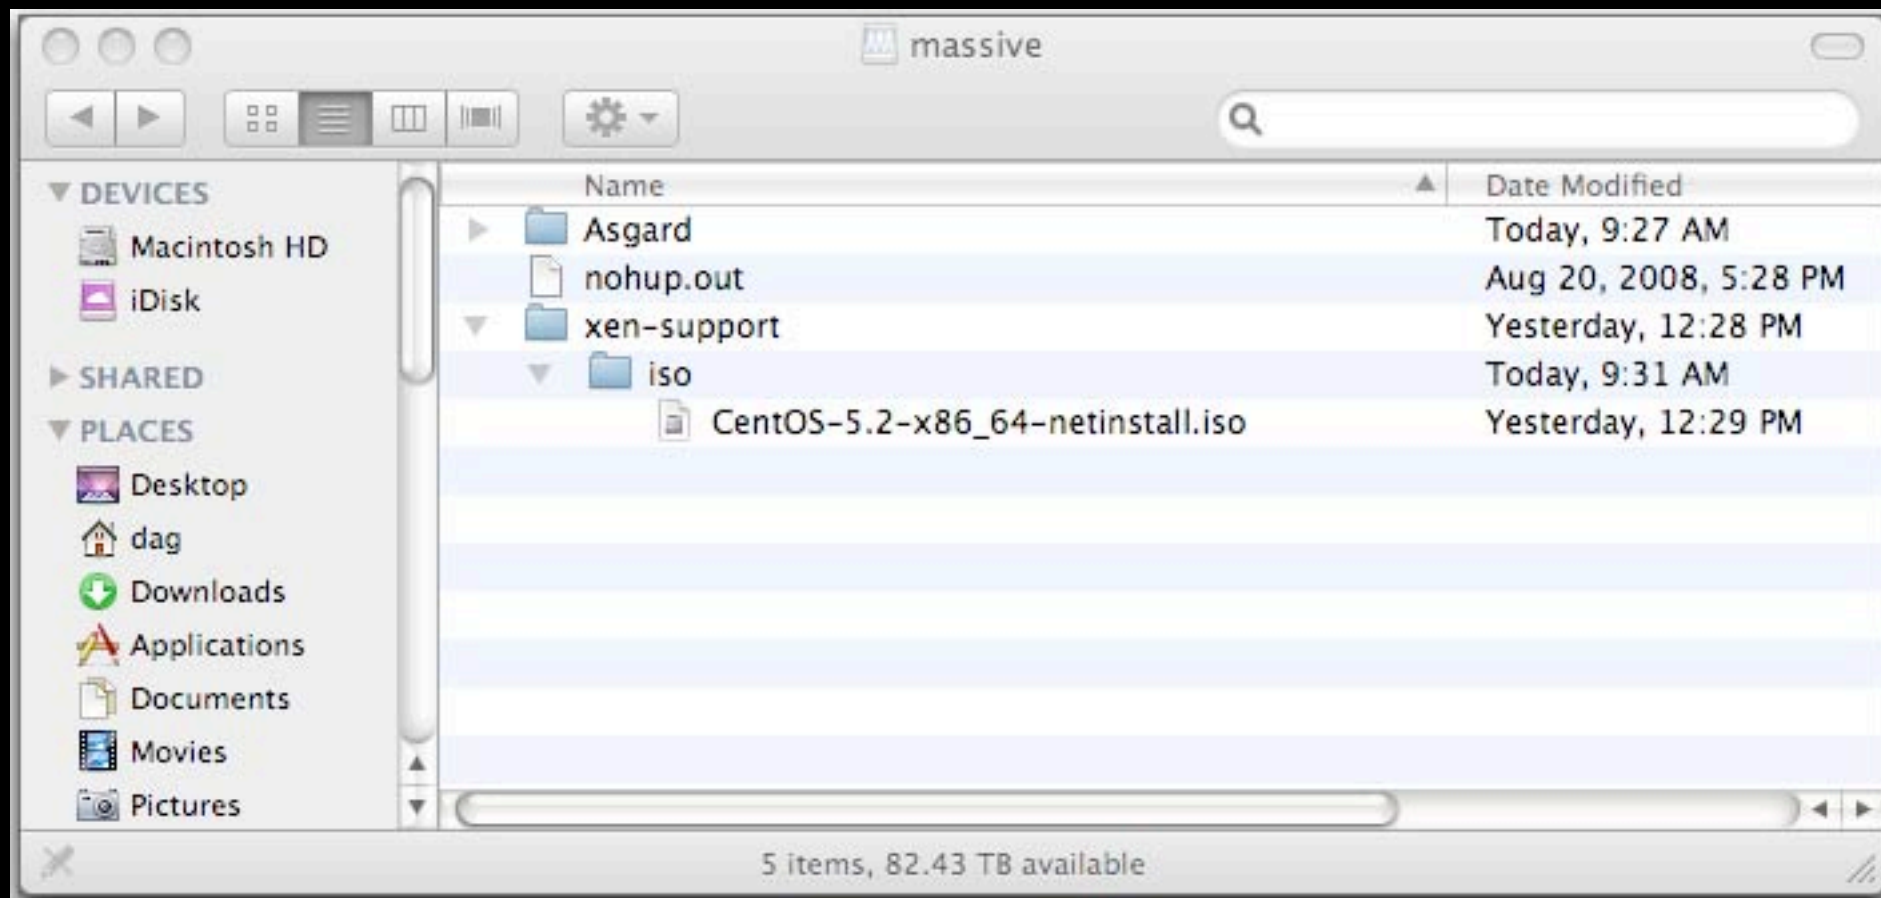 massive
DEVICES
Macintosh HD
iDisk
SHARED
PLACES
Desktop
dag
Downloads
Applications
Documents
Movies
Pictures
Name Date Modified
Asgard Today, 9:27 AM
nohup.out Aug 20, 2008, 5:28 PM
xen-support Yesterday, 12:28 PM
iso Today, 9:31 AM
CentOS-5.2-x86_64-netinstall.iso Yesterday, 12:29 PM
5 items, 82.43 TB available